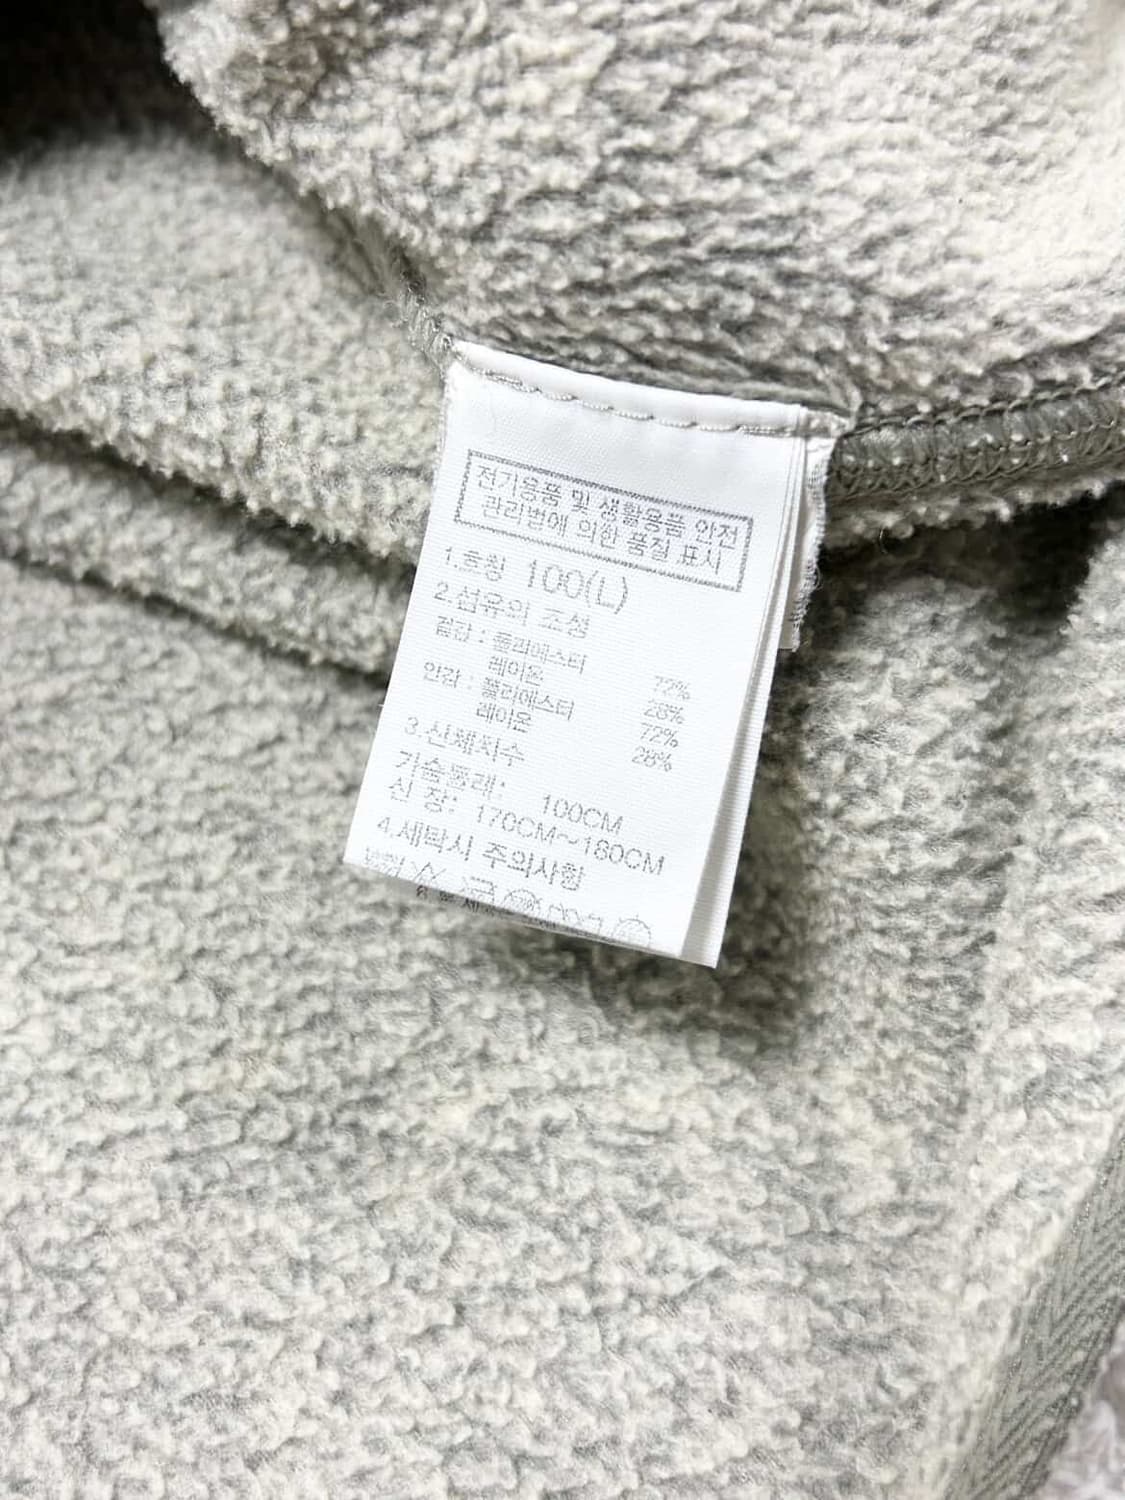 전기용품 및 생활용품 안전
관리법에 의한 품질 표시
1.호칭 100(L)
2.섬유의 조성
겉감 : 폴리에스터 72%
레이온 28%
안감 : 폴리에스터 72%
레이온 28%
3.신체치수
가슴둘레: 100CM
신 장: 170CM~180CM
4.세탁시 주의사항